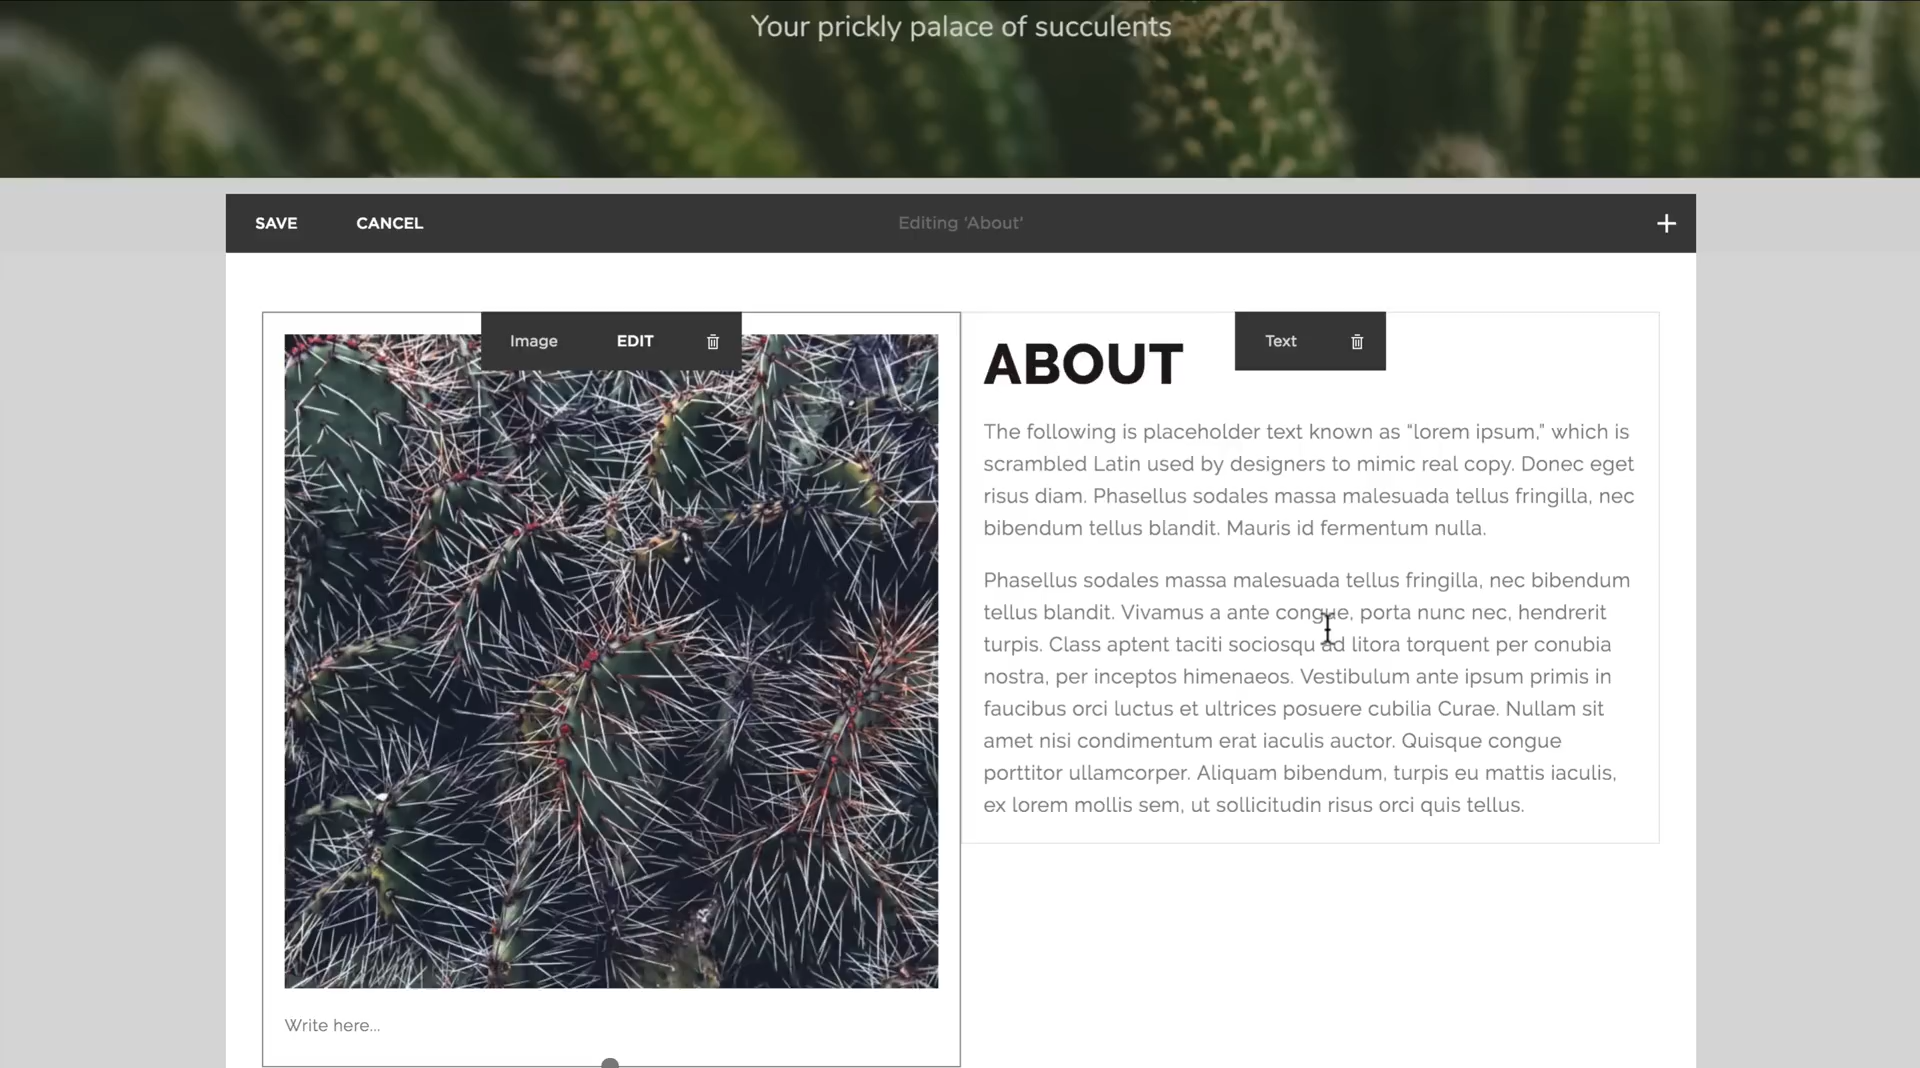 Your prickly palace of succulents
SAVE CANCEL Editing ‘About’ +
Image EDIT
Text
ABOUT
The following is placeholder text known as “lorem ipsum,” which is
scrambled Latin used by designers to mimic real copy. Donec eget
risus diam. Phasellus sodales massa malesuada tellus fringilla, nec
bibendum tellus blandit. Mauris id fermentum nulla.
Phasellus sodales massa malesuada tellus fringilla, nec bibendum
tellus blandit. Vivamus a ante congue, porta nunc nec, hendrerit
turpis. Class aptent taciti sociosqu ad litora torquent per conubia
nostra, per inceptos himenaeos. Vestibulum ante ipsum primis in
faucibus orci luctus et ultrices posuere cubilia Curae. Nullam sit
amet nisi condimentum erat iaculis auctor. Quisque congue
porttitor ullamcorper. Aliquam bibendum, turpis eu mattis iaculis,
ex lorem mollis sem, ut sollicitudin risus orci quis tellus.
Write here...